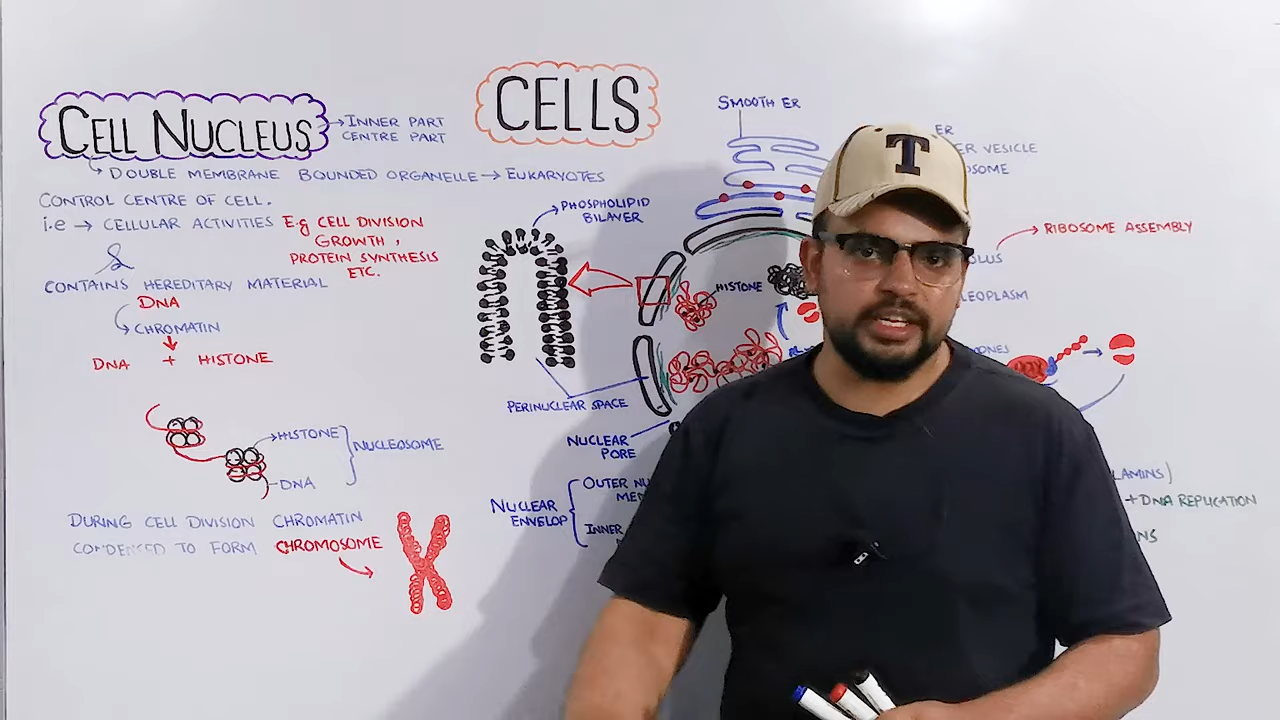 CELLS
CELL NUCLEUS → INNER PART
CENTRE PART
DOUBLE MEMBRANE BOUNDED ORGANELLE → EUKARYOTES
CONTROL CENTRE OF CELL.
i.e → CELLULAR ACTIVITIES E.g CELL DIVISION
GROWTH,
PROTEIN SYNTHESIS
ETC.
&
CONTAINS HEREDITARY MATERIAL
DNA
CHROMATIN
DNA + HISTONE
HISTONE
NUCLEOSOME
DNA
DURING CELL DIVISION CHROMATIN
CONDENCED TO FORM CHROMOSOME
PHOSPHOLIPID
BILAYER
PERINUCLEAR SPACE
NUCLEAR
PORE
NUCLEAR
ENVELOP
OUTER
INNER
SMOOTH ER
HISTONE
T
ER
VESICLE
RIBOSOME ASSEMBLY
LAMINS)
+ DNA REPLICATION